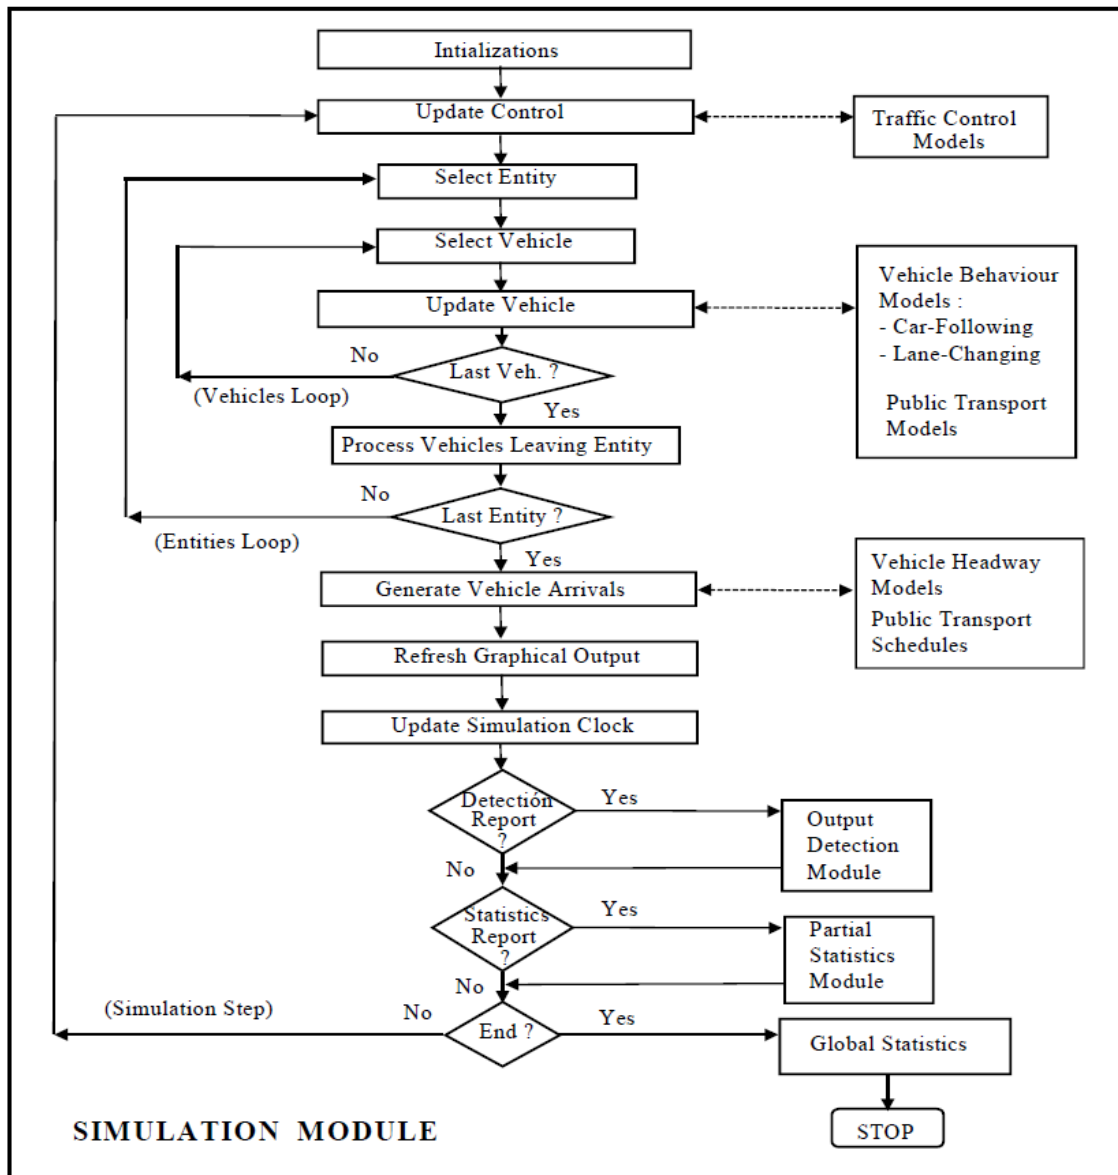 Intializations
Update Control
Traffic Control
Models
Select Entity
Select Vehicle
Update Vehicle
Vehicle Behaviour
Models :
- Car-Following
- Lane-Changing
Public Transport
Models
No
Last Veh. ?
(Vehicles Loop)
Yes
Process Vehicles Leaving Entity
No
Last Entity ?
(Entities Loop)
Yes
Generate Vehicle Arrivals
Vehicle Headway
Models
Public Transport
Schedules
Refresh Graphical Output
Update Simulation Clock
Detectión
Report
?
Yes
Output
Detection
Module
No
Statistics
Report
?
Yes
Partial
Statistics
Module
No
(Simulation Step)
No
End ?
Yes
Global Statistics
STOP
SIMULATION MODULE